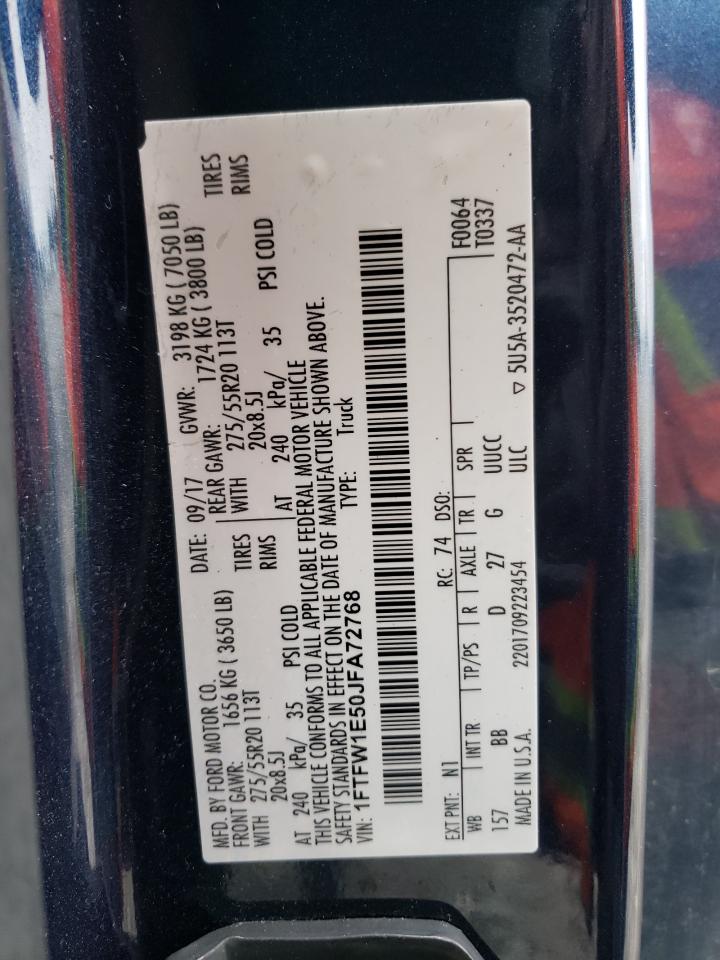 MFD. BY FORD MOTOR CO. DATE: 09/17 GVWR: 3198 KG ( 7050 LB)
FRONT GAWR: 1656 KG ( 3650 LB) REAR GAWR: 1724 KG ( 3800 LB)
WITH 275/55R20 113T TIRES WITH 275/55R20 113T TIRES
20x8.5J RIMS 20x8.5J RIMS
AT 240 kPa/ 35 PSI COLD AT 240 kPa/ 35 PSI COLD
THIS VEHICLE CONFORMS TO ALL APPLICABLE FEDERAL MOTOR VEHICLE
SAFETY STANDARDS IN EFFECT ON THE DATE OF MANUFACTURE SHOWN ABOVE.
VIN: 1FTFW1E50JFA72768 TYPE: Truck
EXT PNT: N1 RC: 74 DSO: F0064
WB INT TR TP/PS R AXLE TR SPR T0337
157 BB D 27 G UUCC
MADE IN U.S.A. 2201709223454 ULC ▽ 5U5A-3520472-AA